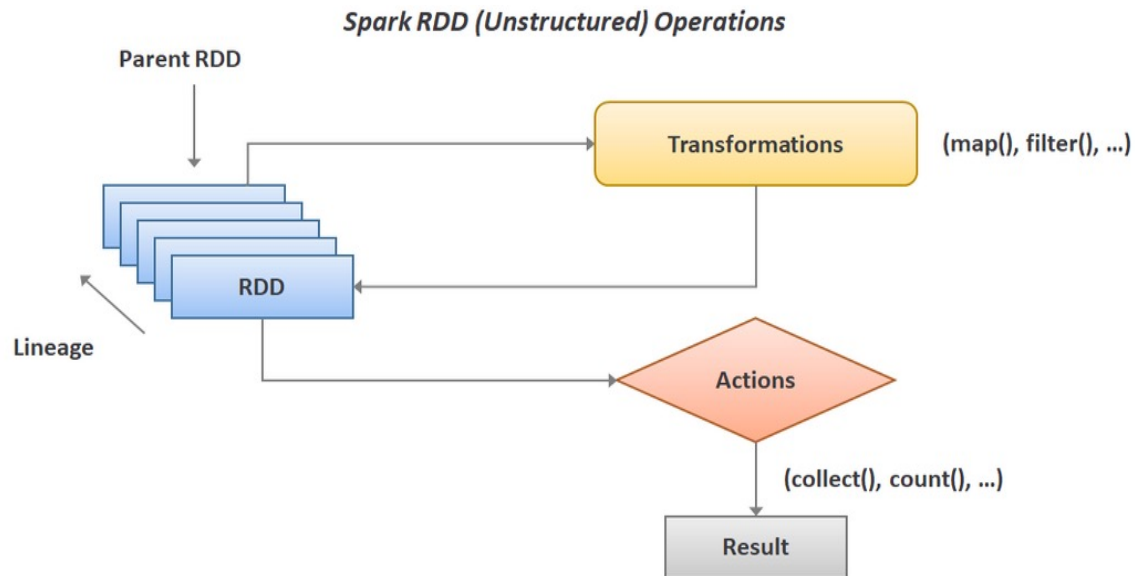 Spark RDD (Unstructured) Operations
Parent RDD
Transformations
(map(), filter(), ...)
RDD
Lineage
Actions
(collect(), count(), ...)
Result